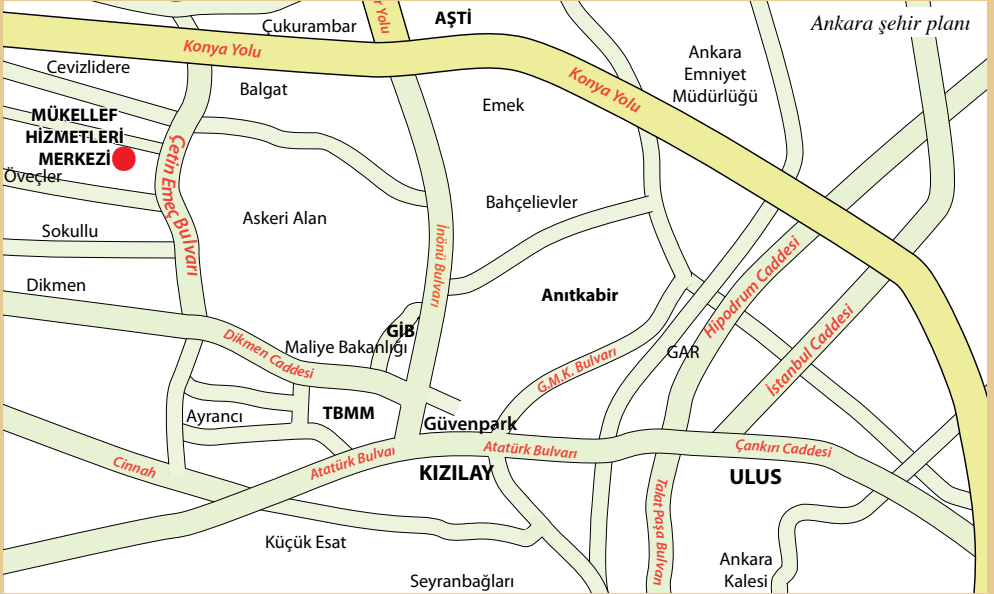 Ankara şehir planı
AŞTİ
r Yolu
Çukurambar
Konya Yolu
Cevizlidere
Balgat
Emek
Konya Yolu
Ankara
Emniyet
Müdürlüğü
MÜKELLEF
HİZMETLERİ
MERKEZİ
Öveçler
Çetin Emeç Bulvarı
Askeri Alan
Bahçelievler
Sokullu
İnönü Bulvarı
Hipodrum Caddesi
Dikmen
Anıtkabir
GİB
Maliye Bakanlığı
Dikmen Caddesi
GAR
İstanbul Caddesi
G.M.K. Bulvarı
Ayrancı
TBMM
Güvenpark
Cinnah
Atatürk Bulvaı
Atatürk Bulvarı
Çankırı Caddesi
KIZILAY
ULUS
Talat Paşa Bulvarı
Küçük Esat
Seyranbağları
Ankara
Kalesi